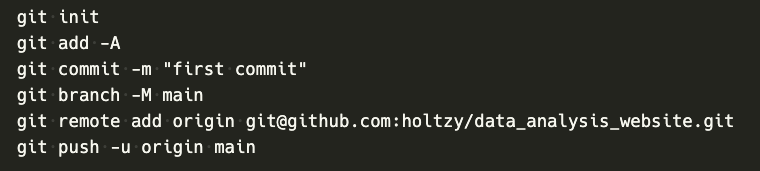 git init
git add -A
git commit -m "first commit"
git branch -M main
git remote add origin git@github.com:holtzy/data_analysis_website.git
git push -u origin main